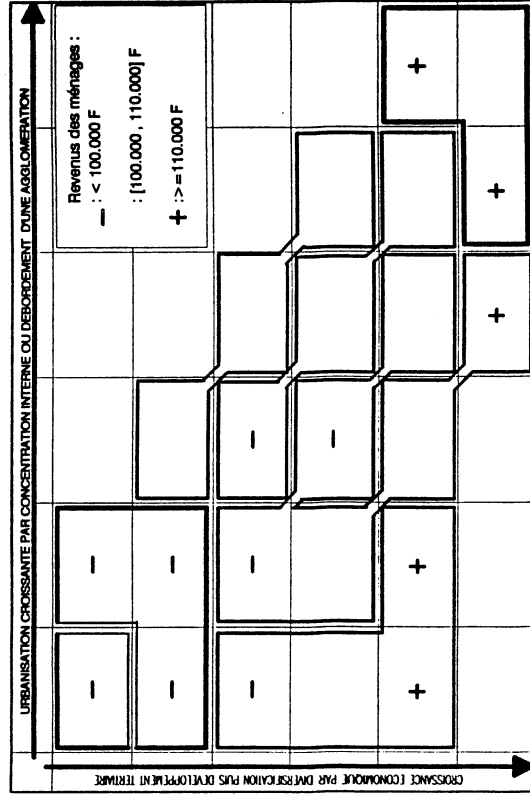 URBANISATION CROISSANTE PAR CONCENTRATION INTERNE OU DEBORDEMENT D'UNE AGGLOMERATION
Revenus des ménages :
— : < 100.000 F
: [100.000 , 110.000] F
+ : >=110.000 F
— — — +
— — +
— — — +
— +
+ + +
CROISSANCE ECONOMIQUE PAR DIVERSIFICATION PUIS DEVELOPPEMENT TERTIAIRE